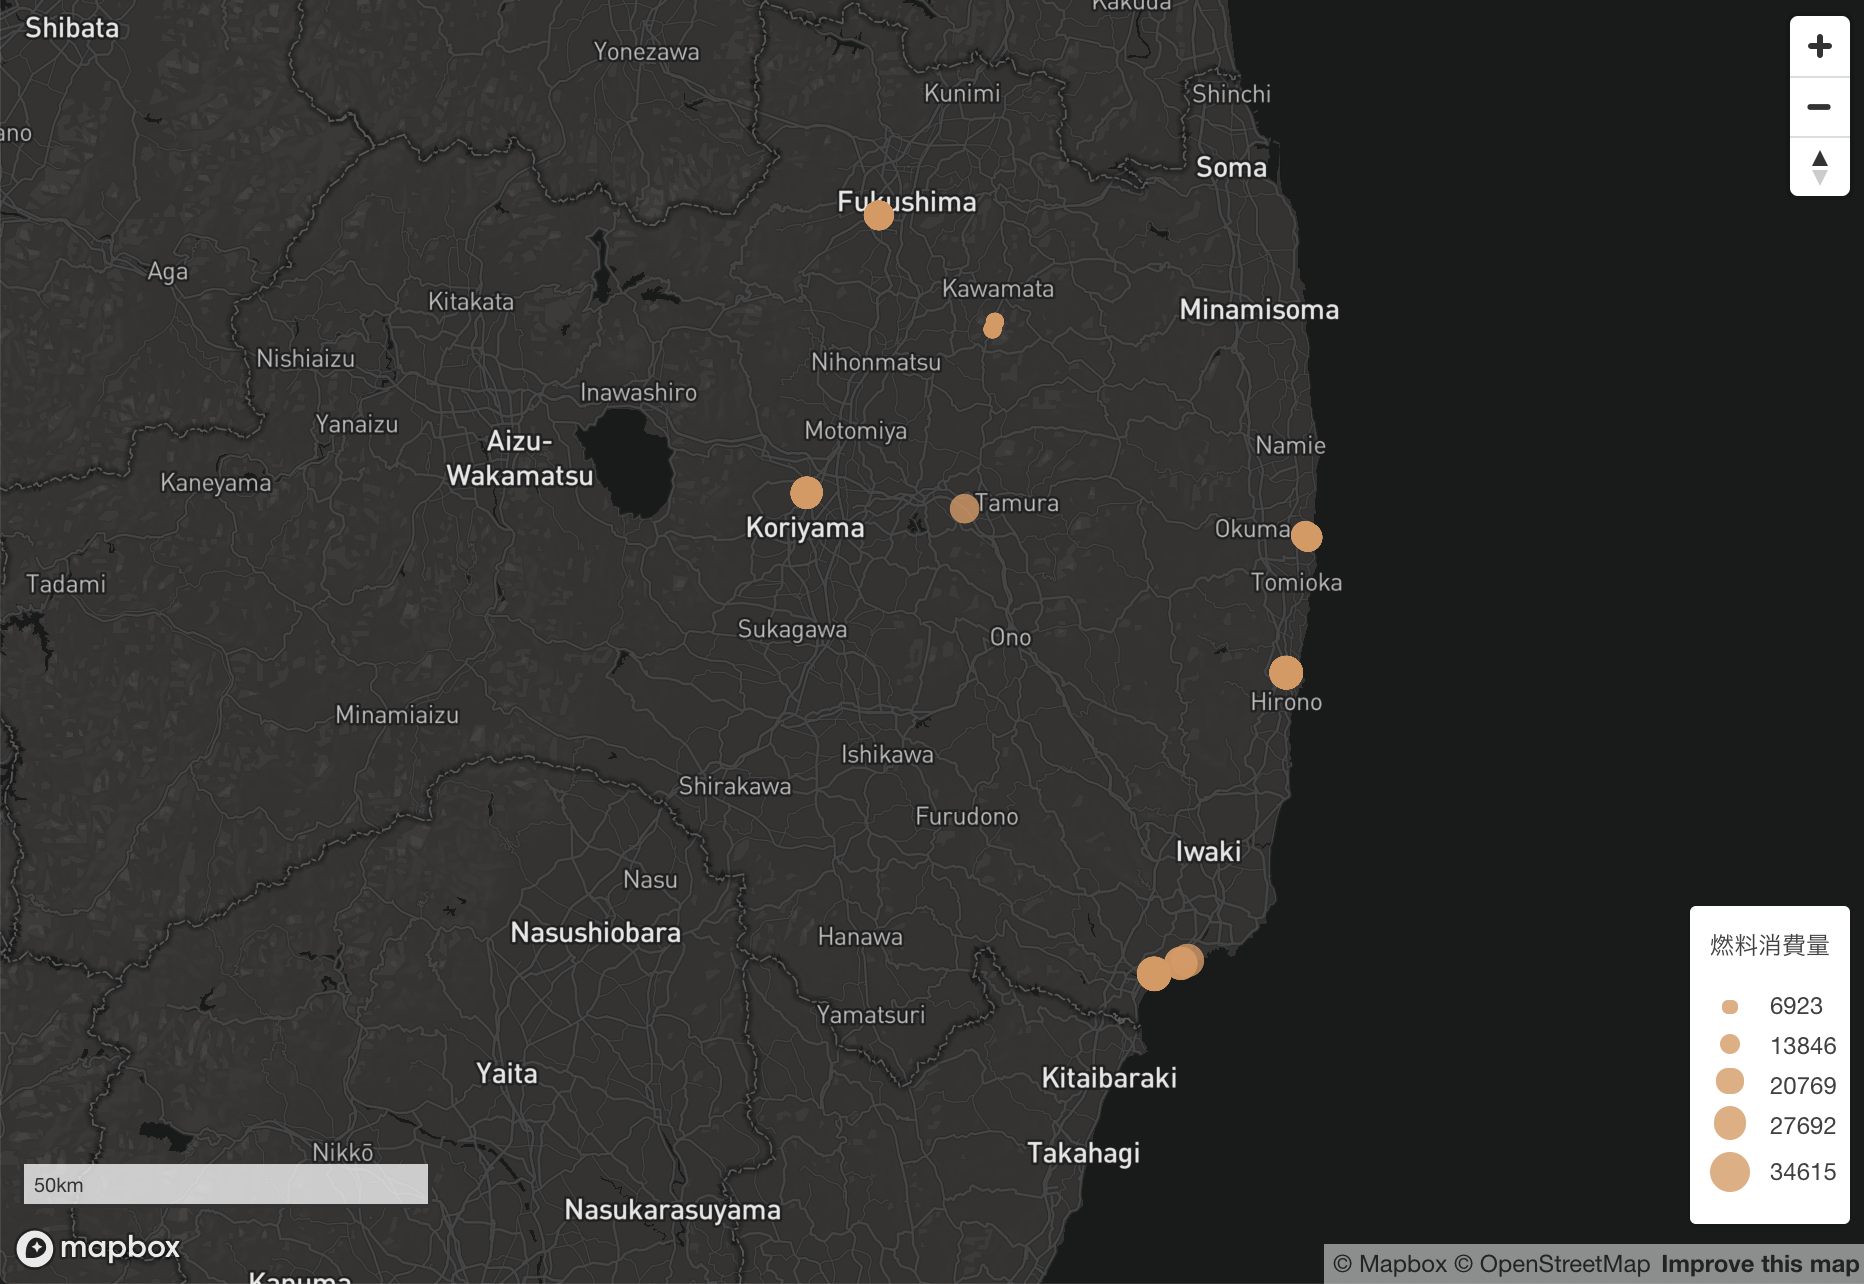 Shibata
Kakuda
Yonezawa
Kunimi
Shinchi
ano
Soma
Fukushima
Aga
Kitakata
Kawamata
Minamisoma
Nishiaizu
Nihonmatsu
Inawashiro
Yanaizu
Motomiya
Aizu-
Wakamatsu
Namie
Kaneyama
Tamura
Koriyama
Okuma
Tadami
Tomioka
Sukagawa
Ono
Hirono
Minamiaizu
Ishikawa
Shirakawa
Furudono
Iwaki
Nasu
Nasushiobara
Hanawa
Yamatsuri
Yaita
Kitaibaraki
Nikkō
Takahagi
Nasukarasuyama
Kanuma
燃料消費量
6923
13846
20769
27692
34615
50km
mapbox
© Mapbox © OpenStreetMap Improve this map